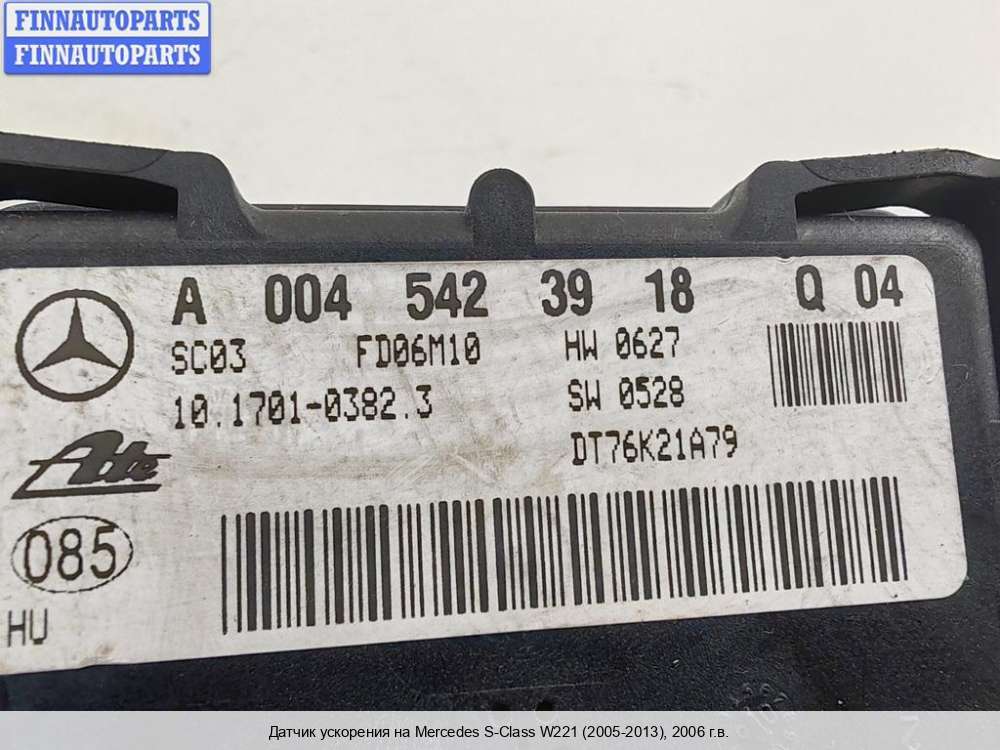 FINNAUTOPARTS
FINNAUTOPARTS
A 004 542 39 18 Q 04
SC03 FD06M10 HW 0627
10.1701-0382.3 SW 0528
Ate DT76K21A79
085
HU
Датчик ускорения на Mercedes S-Class W221 (2005-2013), 2006 г.в.